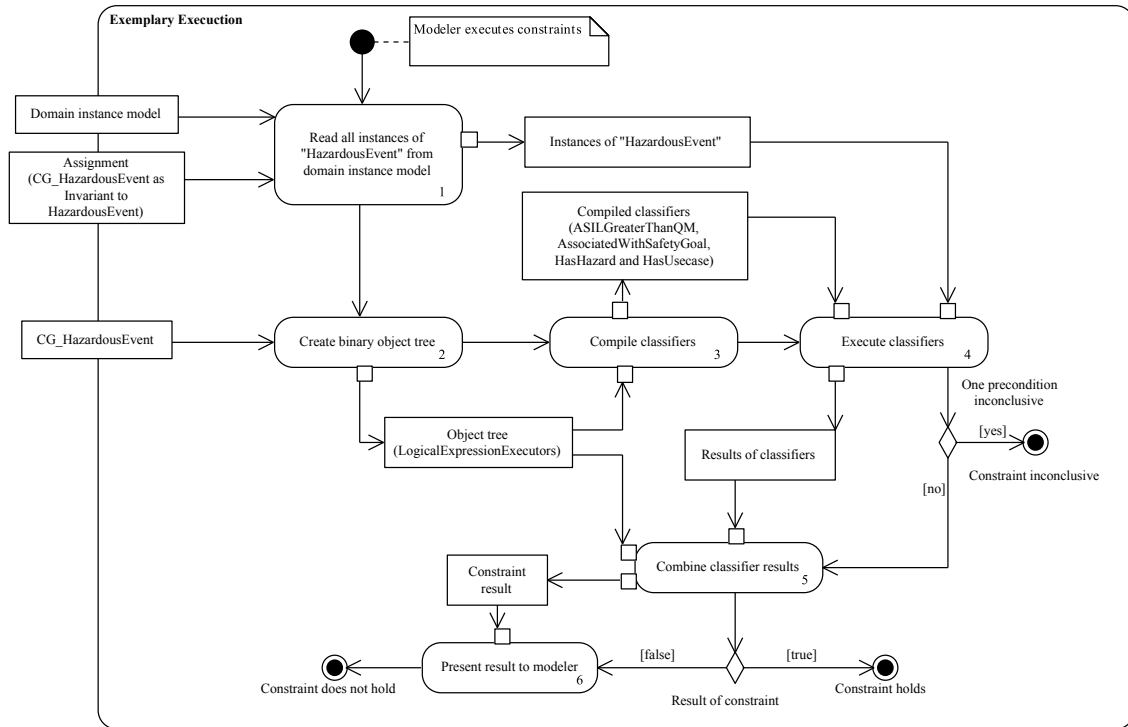 Exemplary Execuction
Modeler executes constraints
Domain instance model
Read all instances of
"HazardousEvent" from
domain instance model
1
Instances of "HazardousEvent"
Assignment
(CG_HazardousEvent as
Invariant to
HazardousEvent)
Compiled classifiers
(ASILGreaterThanQM,
AssociatedWithSafetyGoal,
HasHazard and HasUsecase)
CG_HazardousEvent
Create binary object tree
2
Compile classifiers
3
Execute classifiers
4
One precondition
inconclusive
Object tree
(LogicalExpressionExecutors)
[yes]
Results of classifiers
Constraint inconclusive
[no]
Constraint
result
Combine classifier results
5
Present result to modeler
6
[false]
[true]
Constraint does not hold
Result of constraint
Constraint holds